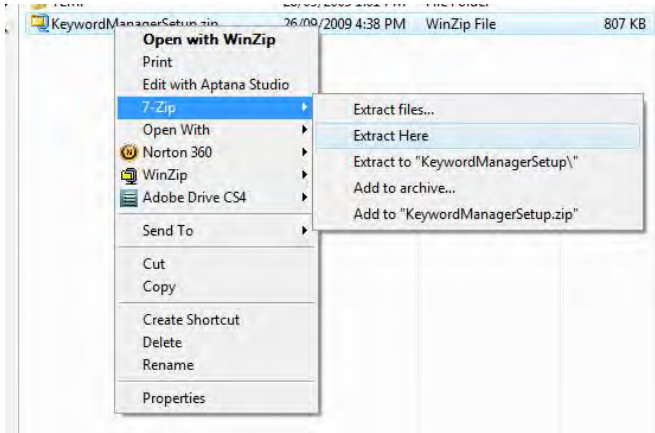 KeywordManagerSetup.zip 26/09/2009 4:38 PM WinZip File 807 KB
Open with WinZip
Print
Edit with Aptana Studio
7-Zip
Extract files...
Open With
Extract Here
Norton 360
Extract to "KeywordManagerSetup\"
WinZip
Add to archive...
Adobe Drive CS4
Add to "KeywordManagerSetup.zip"
Send To
Cut
Copy
Create Shortcut
Delete
Rename
Properties